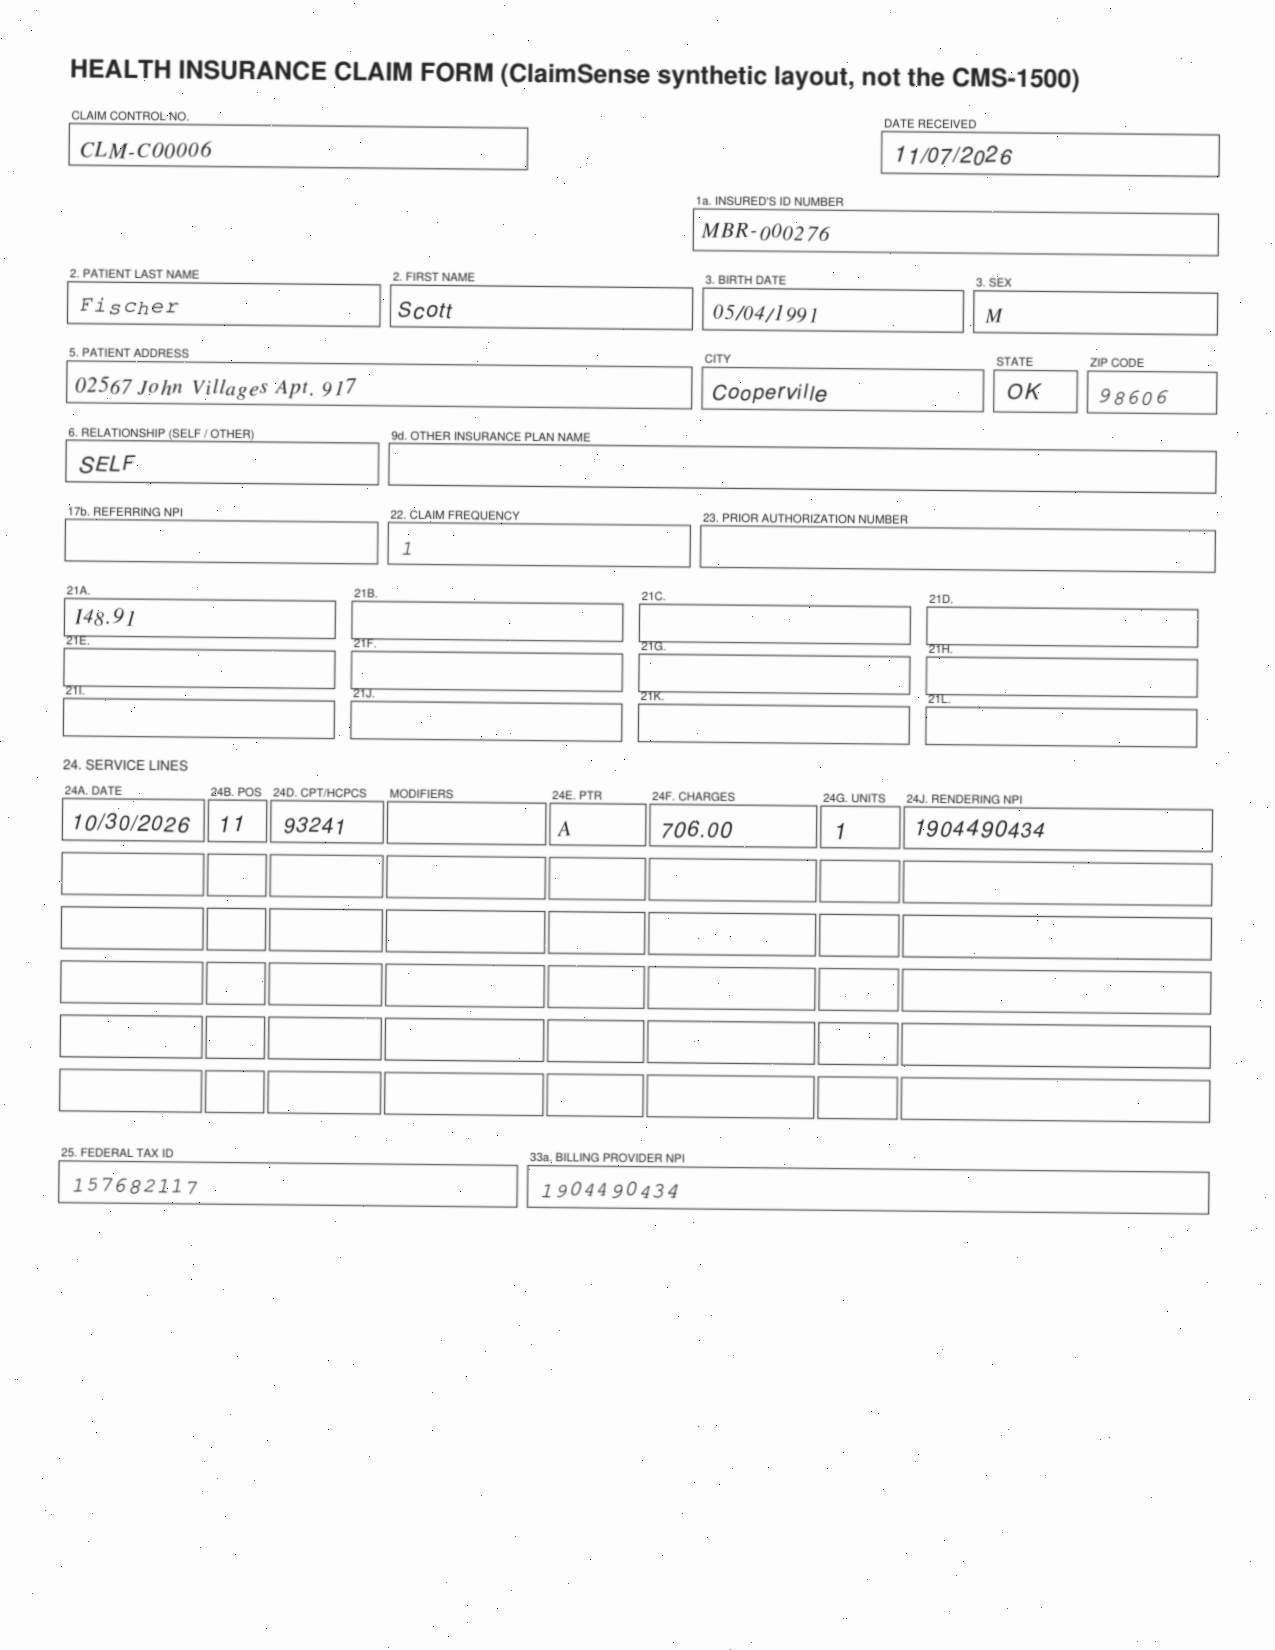 HEALTH INSURANCE CLAIM FORM (ClaimSense synthetic layout, not the CMS-1500)
CLAIM CONTROL NO. DATE RECEIVED
CLM-C00006 11/07/2026
1a. INSURED'S ID NUMBER
MBR-000276
2. PATIENT LAST NAME 2. FIRST NAME 3. BIRTH DATE 3. SEX
Fischer Scott 05/04/1991 M
5. PATIENT ADDRESS CITY STATE ZIP CODE
02567 John Villages Apt. 917 Cooperville OK 98606
6. RELATIONSHIP (SELF / OTHER) 9d. OTHER INSURANCE PLAN NAME
SELF
17b. REFERRING NPI 22. CLAIM FREQUENCY 23. PRIOR AUTHORIZATION NUMBER
1
21A. 21B. 21C. 21D.
I48.91
21E. 21F. 21G. 21H.
21I. 21J. 21K. 21L.
24. SERVICE LINES
24A. DATE 24B. POS 24D. CPT/HCPCS MODIFIERS 24E. PTR 24F. CHARGES 24G. UNITS 24J. RENDERING NPI
10/30/2026 11 93241 A 706.00 1 1904490434
25. FEDERAL TAX ID 33a. BILLING PROVIDER NPI
157682117 1904490434